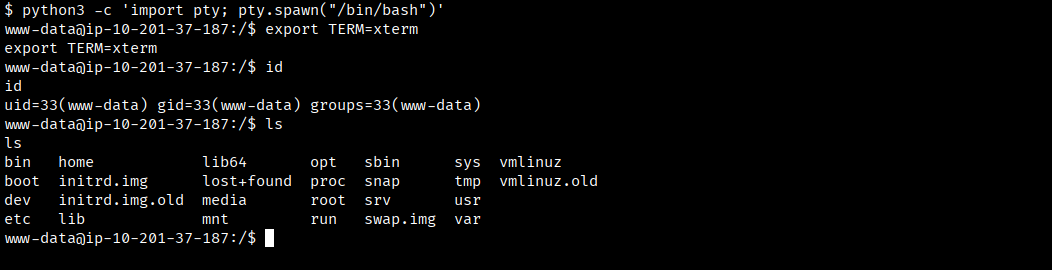 $ python3 -c 'import pty; pty.spawn("/bin/bash")'
www-data@ip-10-201-37-187:/$ export TERM=xterm
export TERM=xterm
www-data@ip-10-201-37-187:/$ id
id
uid=33(www-data) gid=33(www-data) groups=33(www-data)
www-data@ip-10-201-37-187:/$ ls
ls
bin   home            lib64       opt   sbin      sys  vmlinuz
boot  initrd.img      lost+found  proc  snap      tmp  vmlinuz.old
dev   initrd.img.old  media       root  srv       usr
etc   lib             mnt         run   swap.img  var
www-data@ip-10-201-37-187:/$